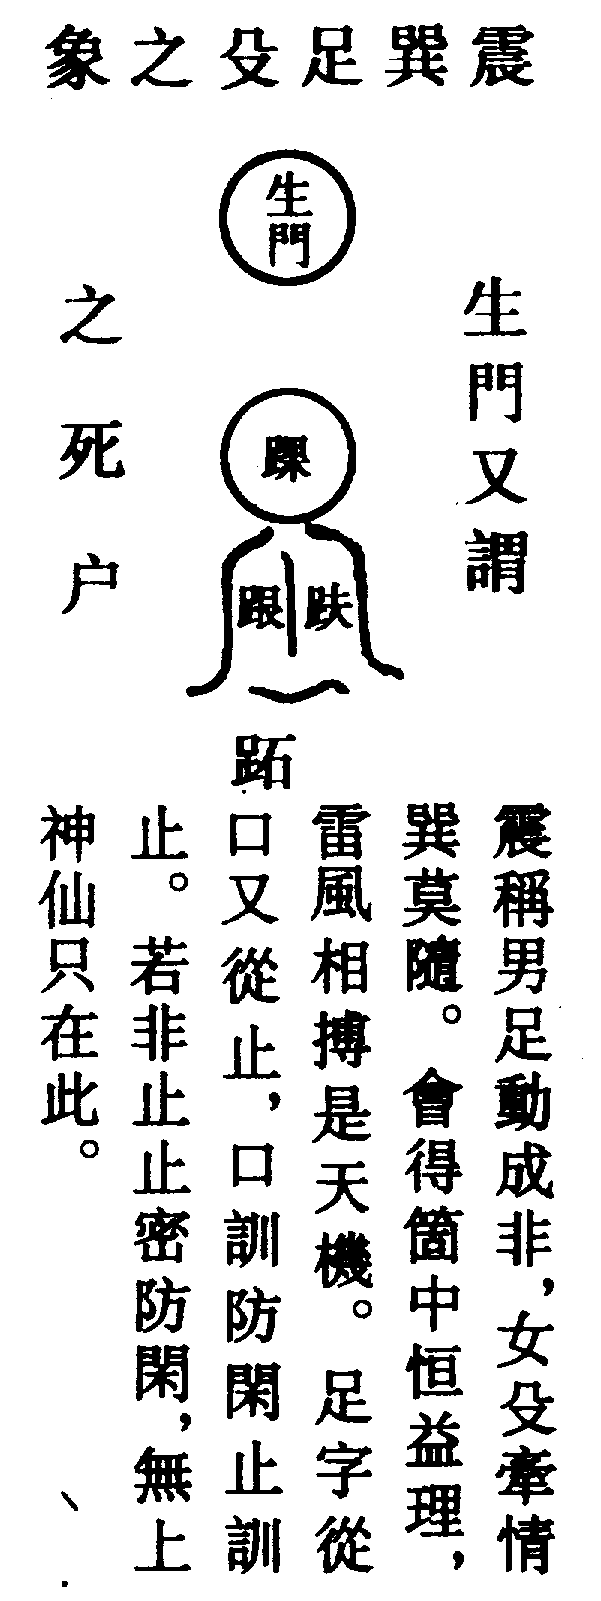 震巽足殳之象
生門
生門又謂
之死户
踝
跟
趺
跖
震稱男足動成非，女殳牽情
巽莫隨。會得箇中恒益理，
雷風相搏是天機。足字從
口又從止，口訓防閑止訓
止。若非止止密防閑，無上
神仙只在此。